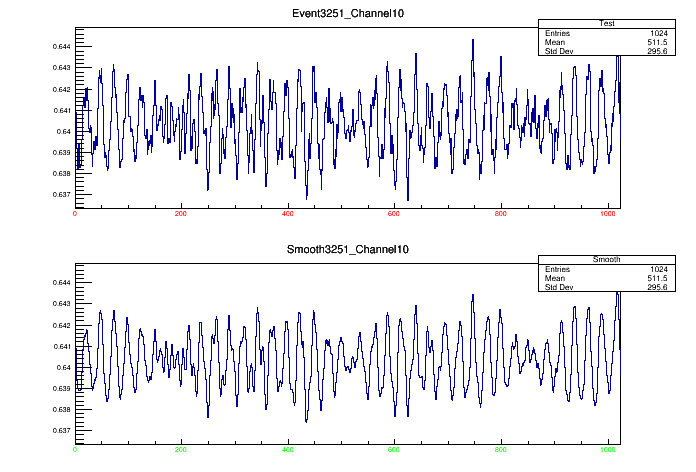 Event3251_Channel10
Test
Entries 1024
Mean 511.5
Std Dev 295.6
0.644
0.643
0.642
0.641
0.64
0.639
0.638
0.637
0 200 400 600 800 1000
Smooth3251_Channel10
Smooth
Entries 1024
Mean 511.5
Std Dev 295.6
0.644
0.643
0.642
0.641
0.64
0.639
0.638
0.637
0 200 400 600 800 1000